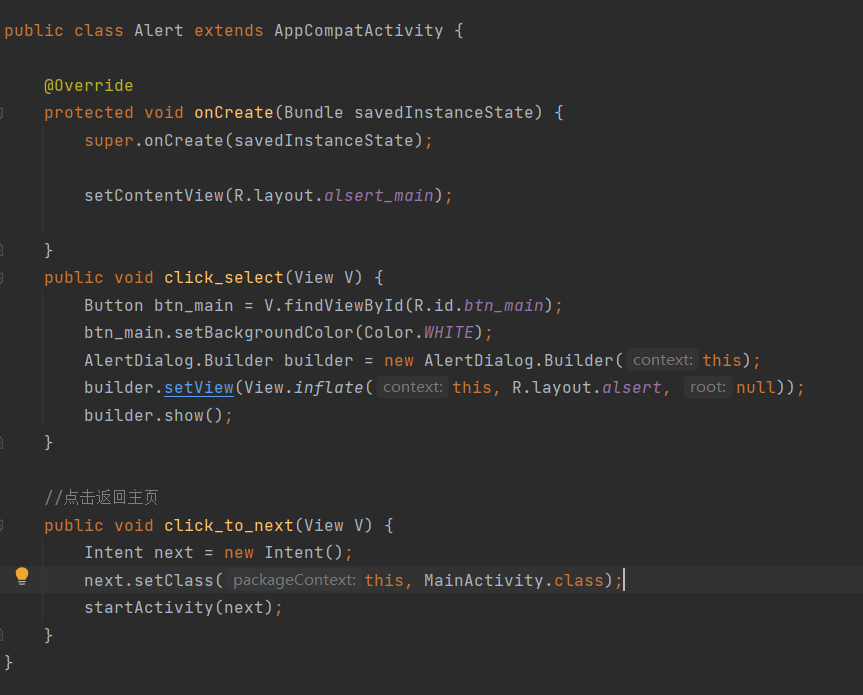 public class Alert extends AppCompatActivity {
@Override
protected void onCreate(Bundle savedInstanceState) {
super.onCreate(savedInstanceState);
setContentView(R.layout.alsert_main);
}
public void click_select(View V) {
Button btn_main = V.findViewById(R.id.btn_main);
btn_main.setBackgroundColor(Color.WHITE);
AlertDialog.Builder builder = new AlertDialog.Builder( context: this);
builder.setView(View.inflate( context: this, R.layout.alsert, root: null));
builder.show();
}
//点击返回主页
public void click_to_next(View V) {
Intent next = new Intent();
next.setClass( packageContext: this, MainActivity.class);
startActivity(next);
}
}